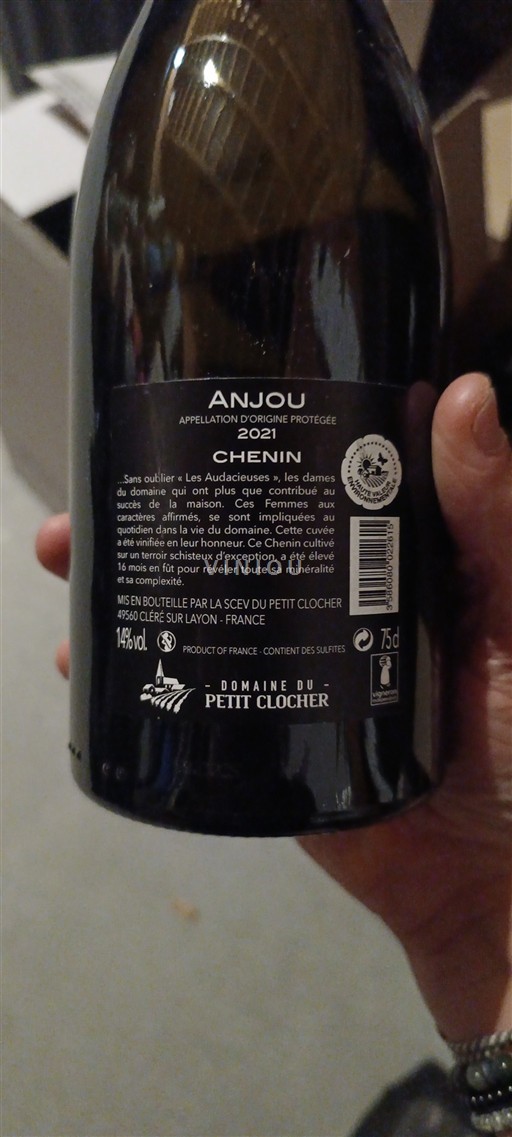 ANJOU
APPELLATION D'ORIGINE PROTÉGÉE
2021
CHENIN
...Sans oublier « Les Audacieuses », les dames
du domaine qui ont plus que contribué au
succès de la maison. Ces Femmes aux
caractères affirmés, se sont impliquées au
quotidien dans la vie du domaine. Cette cuvée
a été vinifiée en leur honneur. Ce Chenin cultivé
sur un terroir schisteux d'exception, a été élevé
16 mois en fût pour révéler toute sa minéralité
et sa complexité.
VINIOU
HAUTE VALEUR
ENVIRONNEMENTALE
MIS EN BOUTEILLE PAR LA SCEV DU PETIT CLOCHER
49560 CLÉRÉ SUR LAYON - FRANCE
14% vol.
PRODUCT OF FRANCE - CONTIENT DES SULFITES
75 cl
- DOMAINE DU -
PETIT CLOCHER